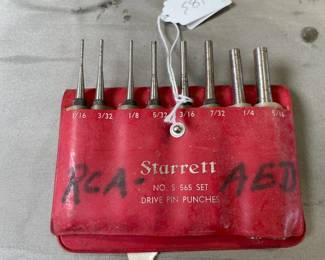 1/16 3/32 1/8 5/32 3/16 7/32 1/4 5/16
Starrett
RCA- AED
NO. S 565 SET
DRIVE PIN PUNCHES